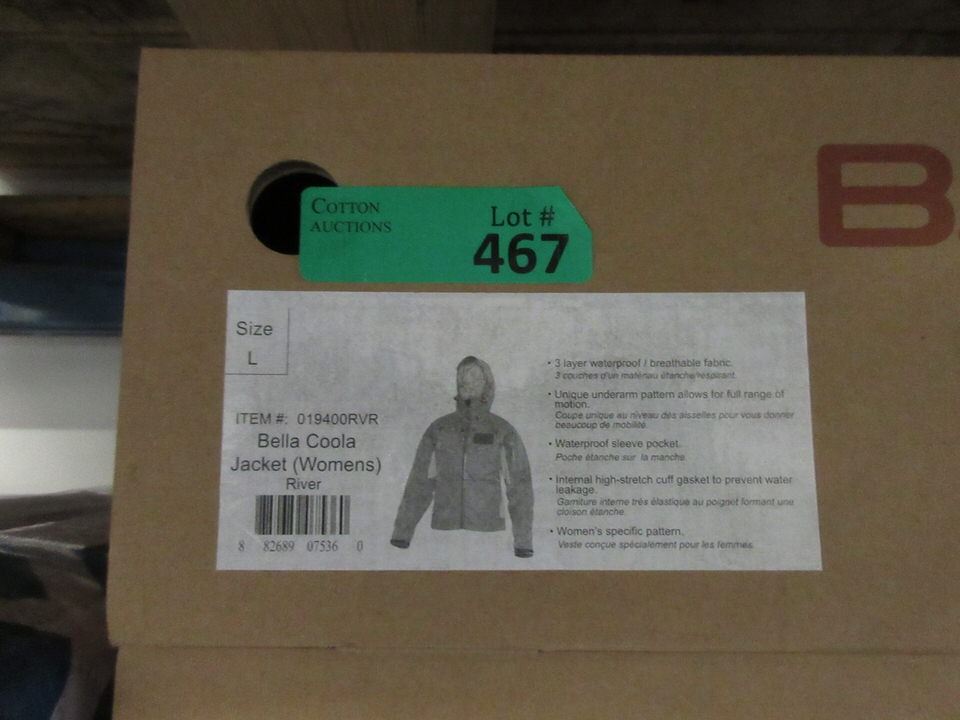 COTTON
AUCTIONS
Lot #
467
B
Size
L
ITEM #: 019400RVR
Bella Coola
Jacket (Womens)
River
8 82689 07536 0
• 3 layer waterproof / breathable fabric.
3 couches d'un matériau étanche/respirant.
• Unique underarm pattern allows for full range of
motion.
Coupe unique au niveau des aisselles pour vous donner
beaucoup de mobilité.
• Waterproof sleeve pocket.
Poche étanche sur la manche.
• Internal high-stretch cuff gasket to prevent water
leakage.
Garniture interne très élastique au poignet formant une
cloison étanche.
• Women's specific pattern.
Veste conçue spécialement pour les femmes.